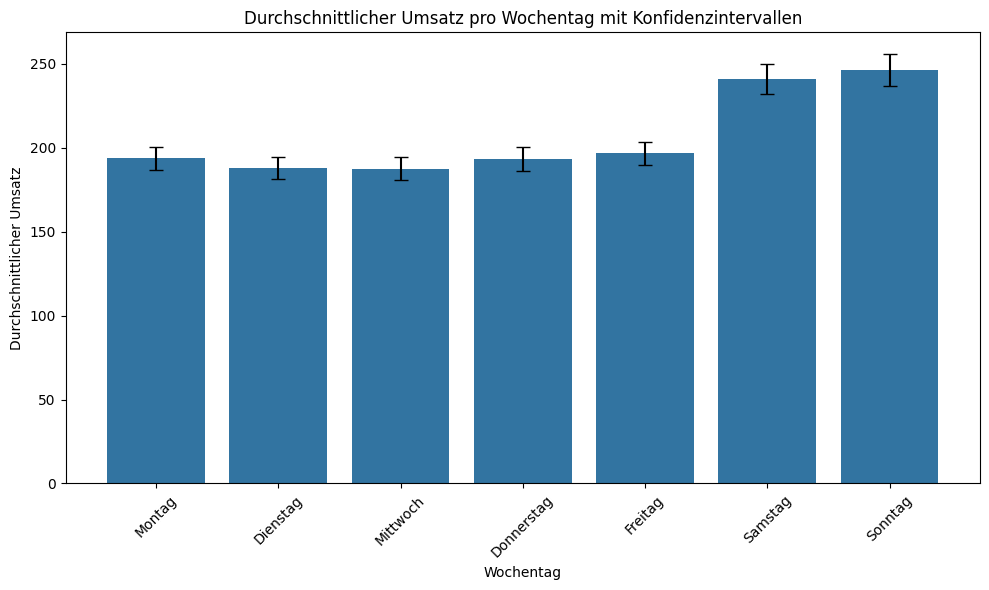 Durchschnittlicher Umsatz pro Wochentag mit Konfidenzintervallen
Durchschnittlicher Umsatz
250
200
150
100
50
0
Montag
Dienstag
Mittwoch
Donnerstag
Freitag
Samstag
Sonntag
Wochentag